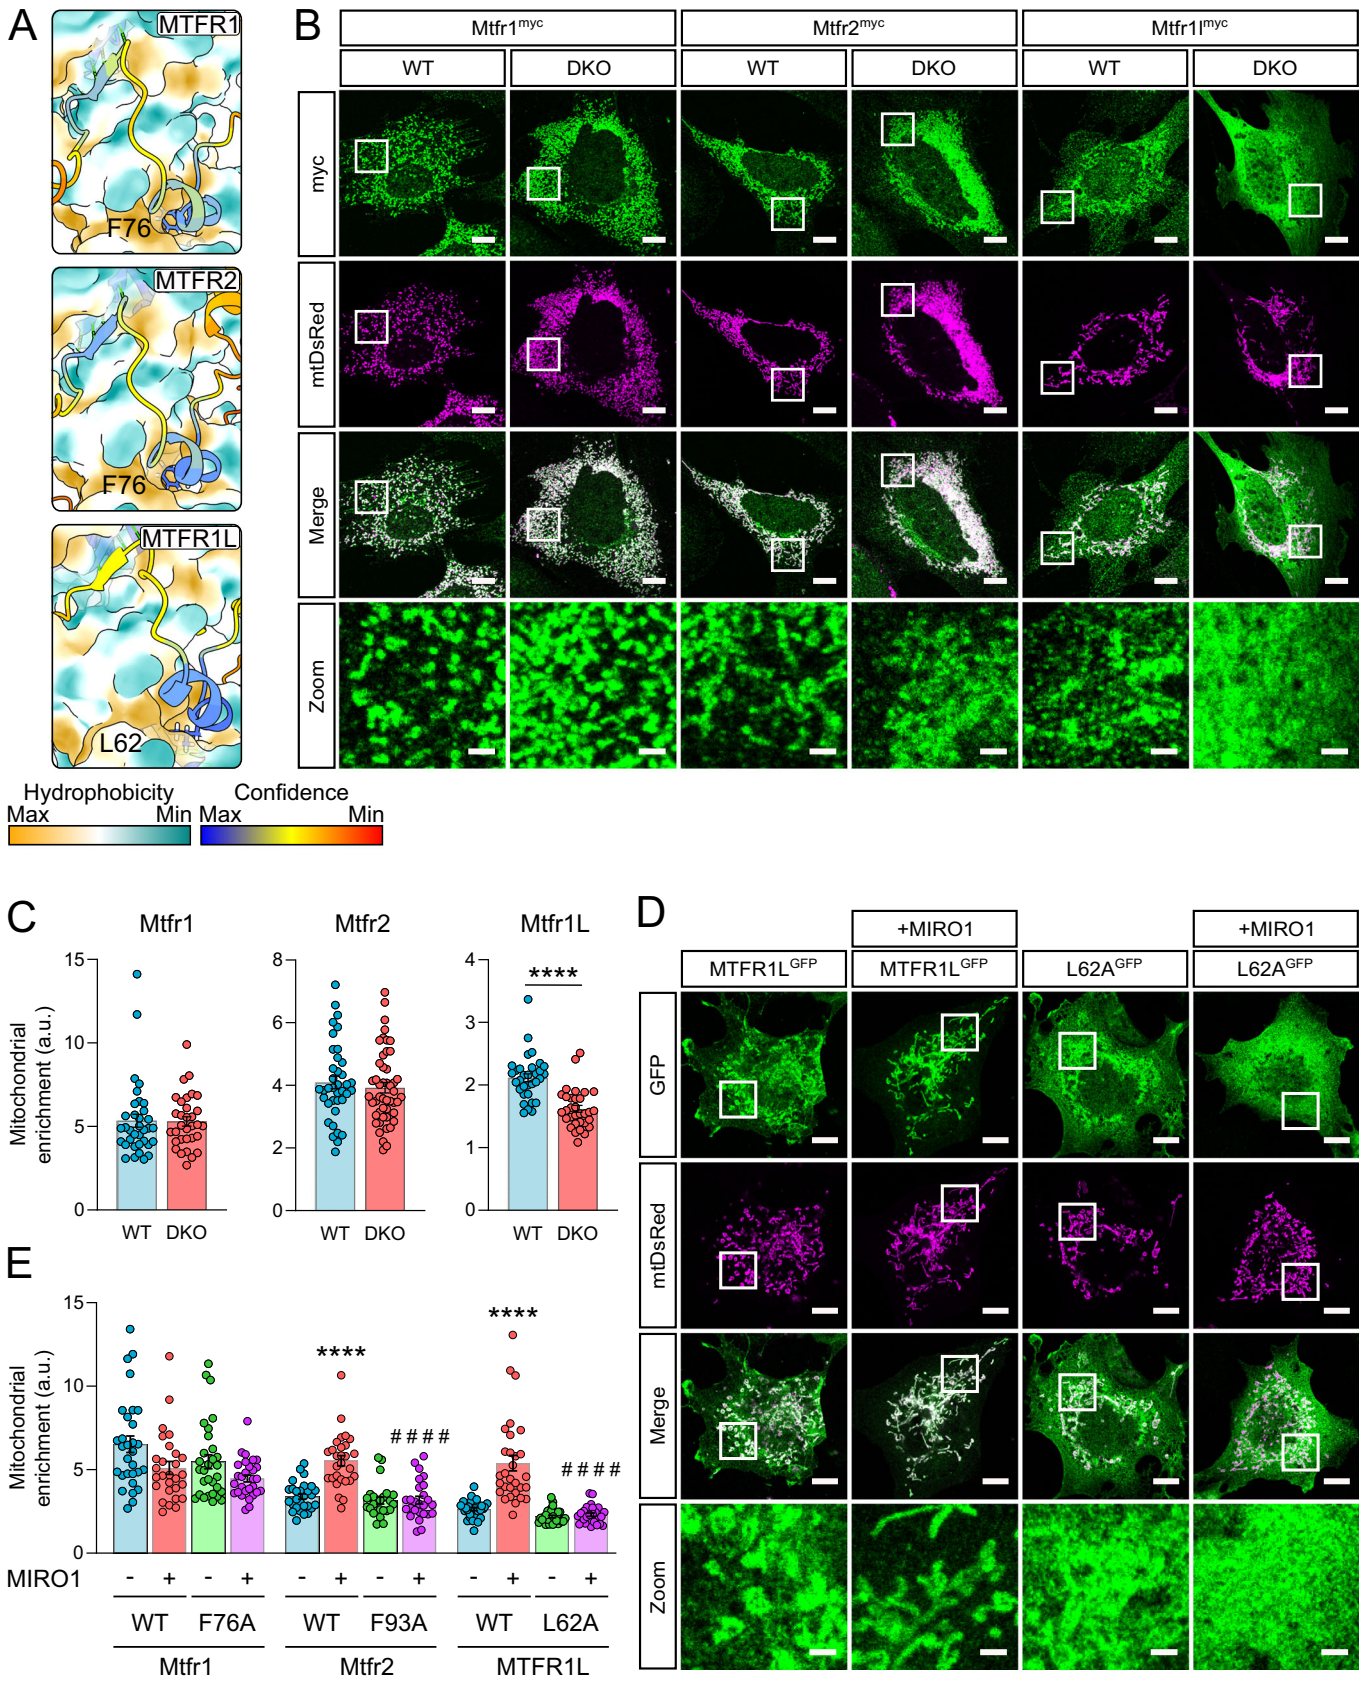 A
MTFR1
F76
MTFR2
F76
MTFR1L
L62
Hydrophobicity
Max Min
Confidence
Max Min
B
Mtfr1myc Mtfr2myc Mtfr1lmyc
WT DKO WT DKO WT DKO
myc
mtDsRed
Merge
Zoom
C
Mtfr1
Mitochondrial
enrichment (a.u.)
15
10
5
0
WT DKO
Mtfr2
8
6
4
2
0
WT DKO
Mtfr1L
4
3
2
1
0
****
WT DKO
D
+MIRO1 +MIRO1
MTFR1LGFP MTFR1LGFP L62AGFP L62AGFP
GFP
mtDsRed
Merge
Zoom
E
Mitochondrial
enrichment (a.u.)
15
10
5
0
****
####
****
####
MIRO1 - + - + - + - + - + - +
WT F76A WT F93A WT L62A
Mtfr1 Mtfr2 MTFR1L